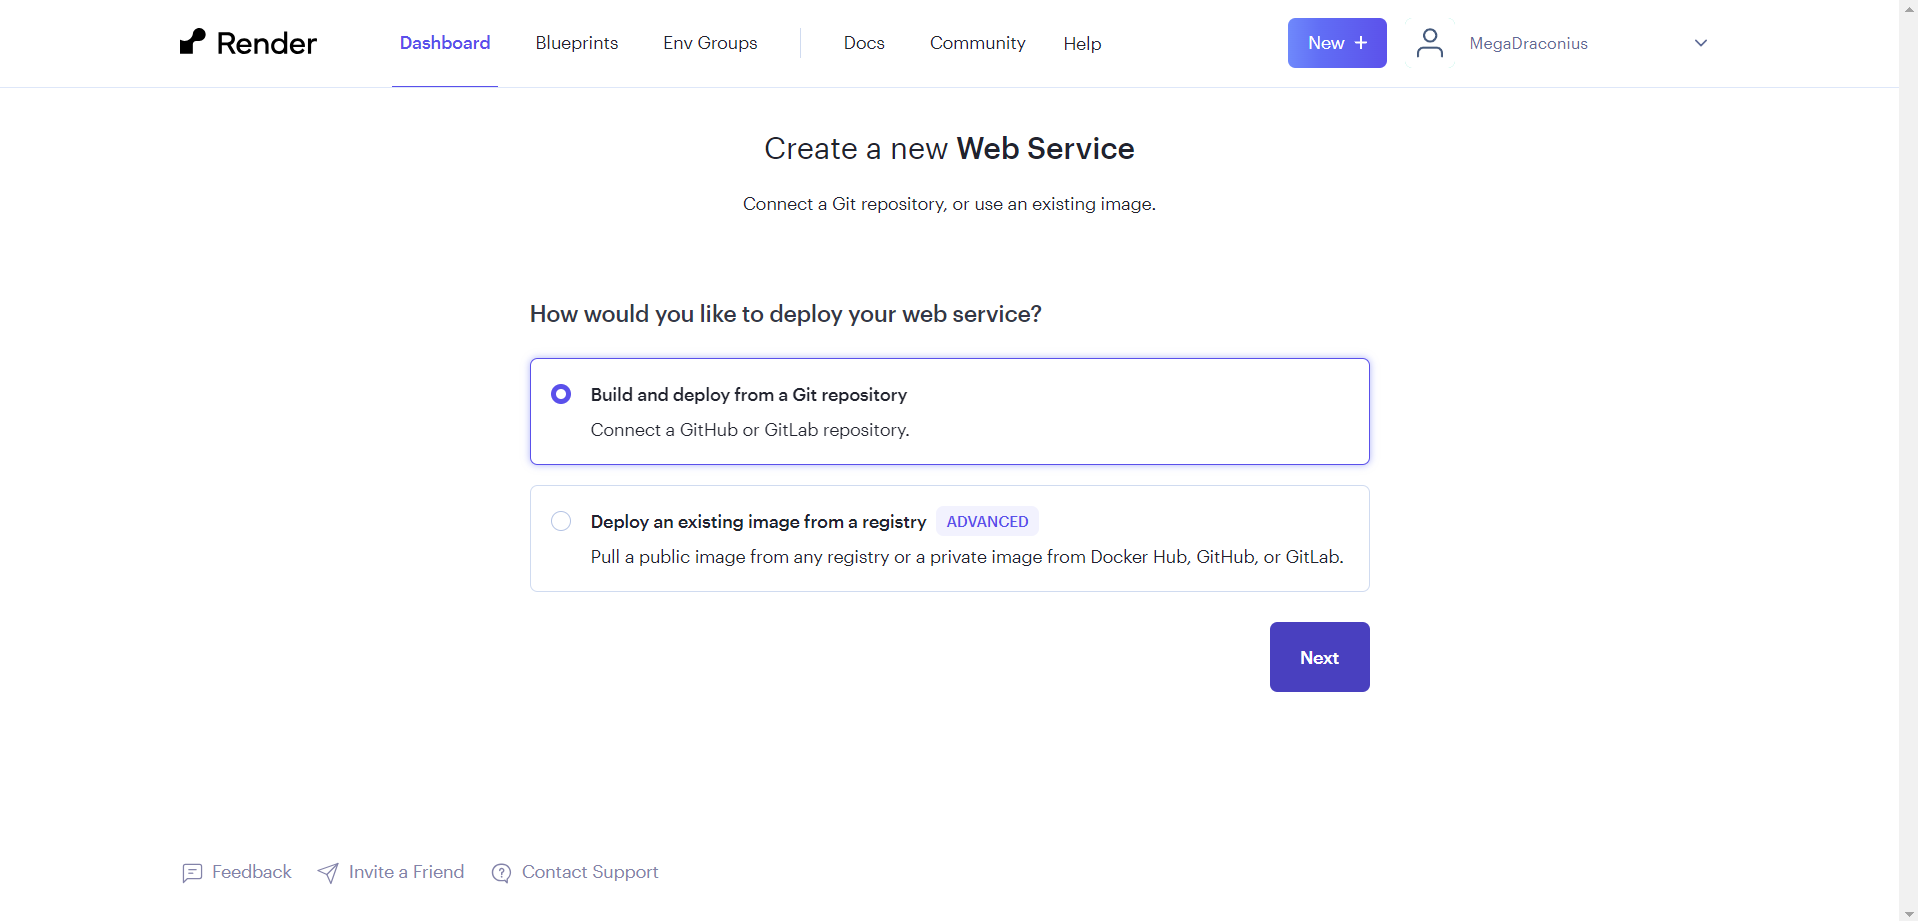 Render Dashboard Blueprints Env Groups Docs Community Help New + MegaDraconius
Create a new Web Service
Connect a Git repository, or use an existing image.
How would you like to deploy your web service?
Build and deploy from a Git repository
Connect a GitHub or GitLab repository.
Deploy an existing image from a registry ADVANCED
Pull a public image from any registry or a private image from Docker Hub, GitHub, or GitLab.
Next
Feedback Invite a Friend Contact Support